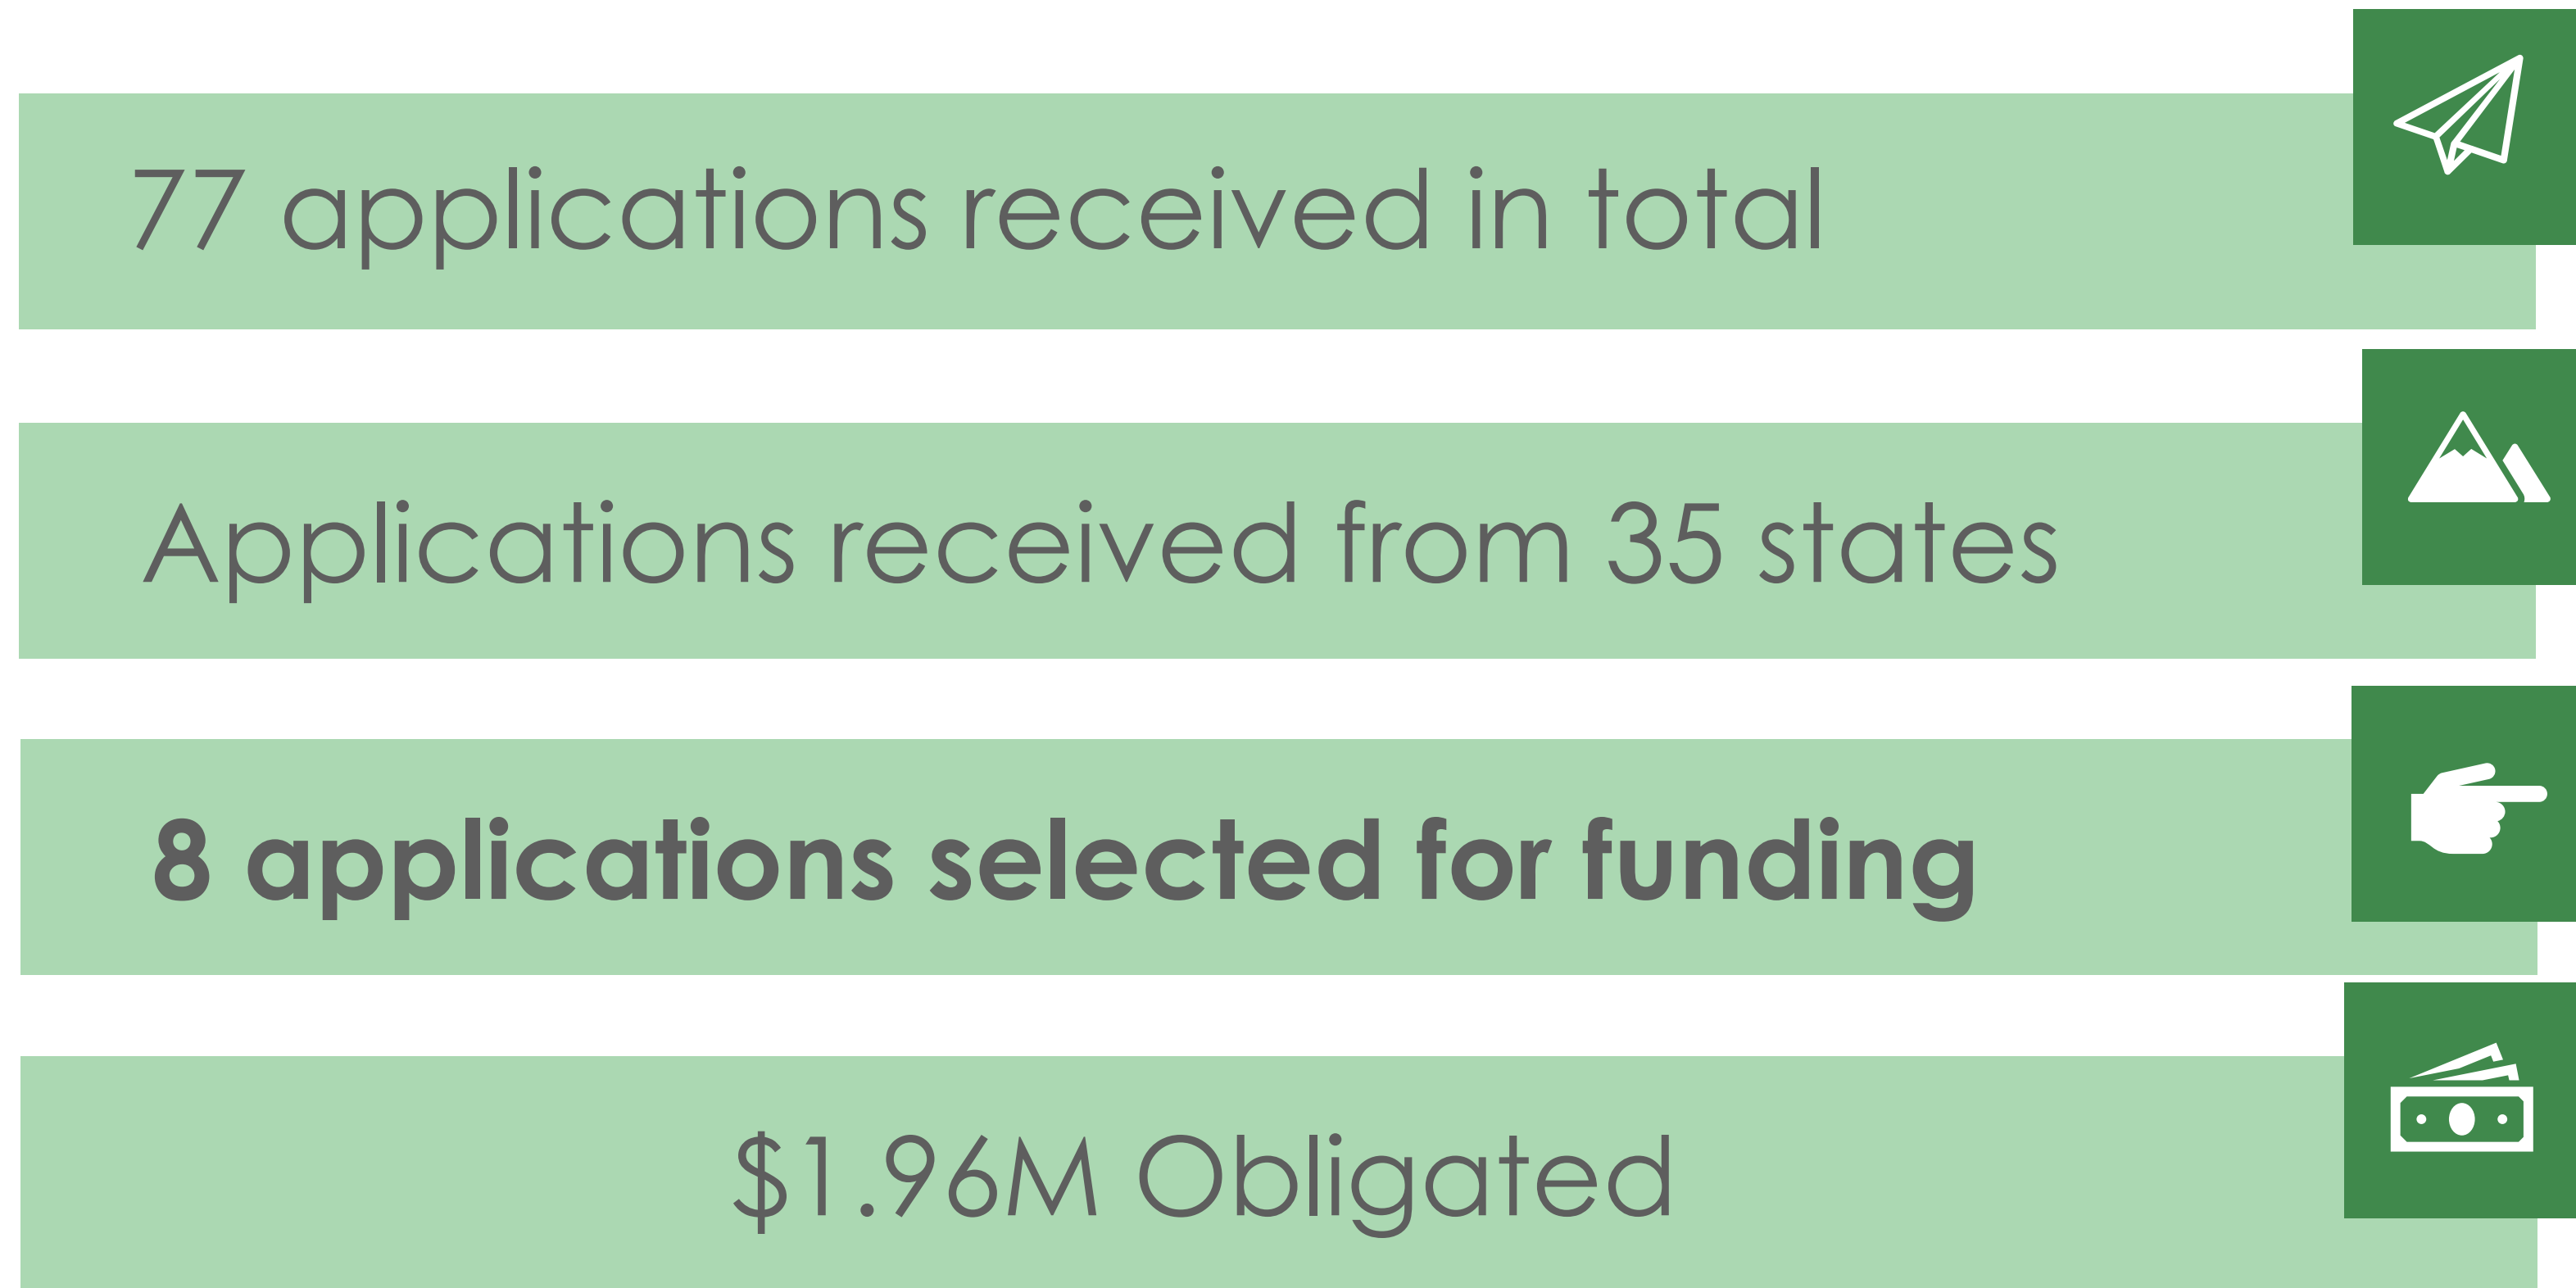 77 applications received in total
Applications received from 35 states
8 applications selected for funding
$1.96M Obligated